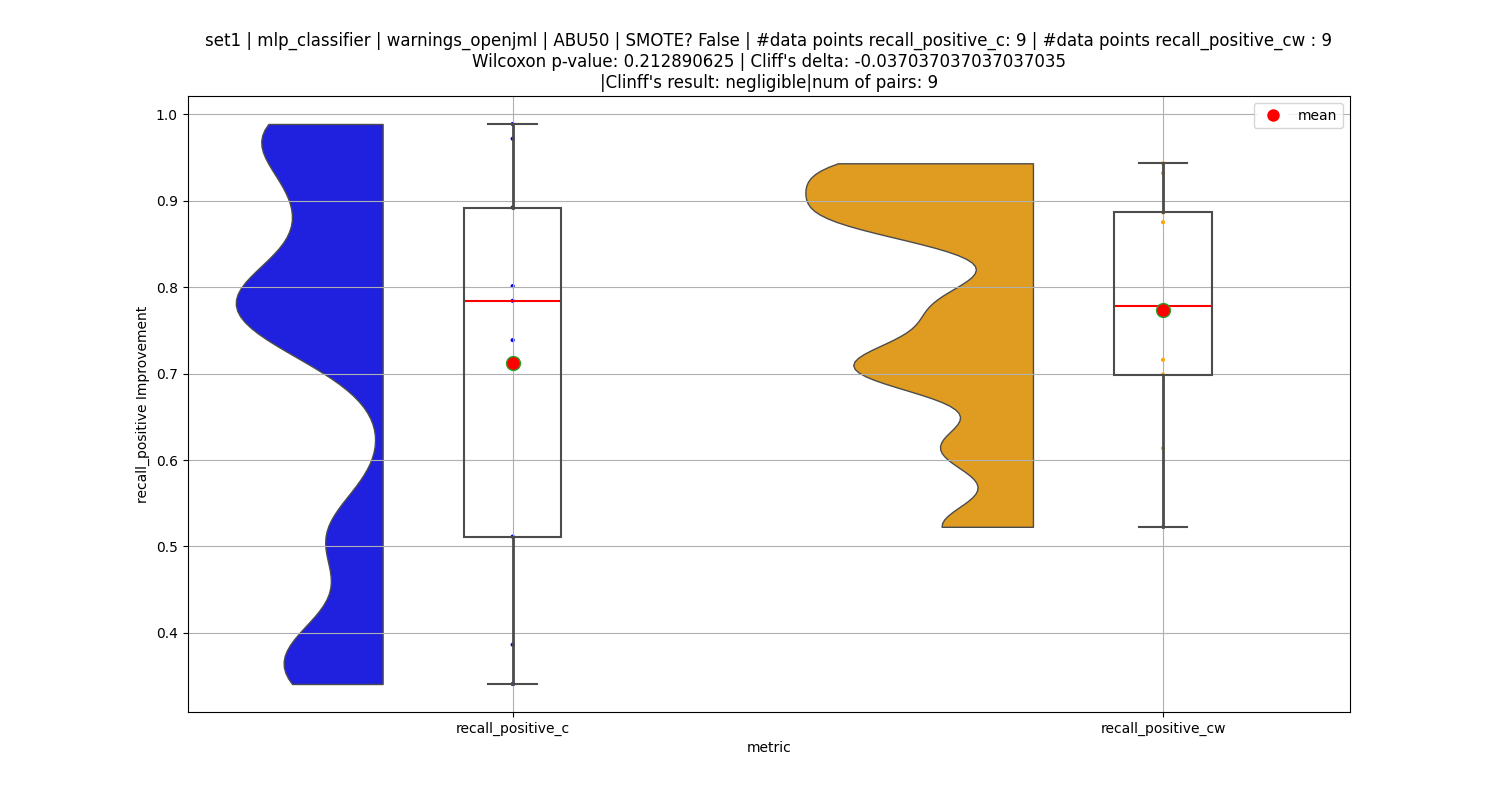 set1 | mlp_classifier | warnings_openjml | ABU50 | SMOTE? False | #data points recall_positive_c: 9 | #data points recall_positive_cw : 9
Wilcoxon p-value: 0.212890625 | Cliff's delta: -0.037037037037037035
|Clinff's result: negligible|num of pairs: 9
mean
1.0
0.9
0.8
0.7
0.6
0.5
0.4
recall_positive Improvement
recall_positive_c
recall_positive_cw
metric